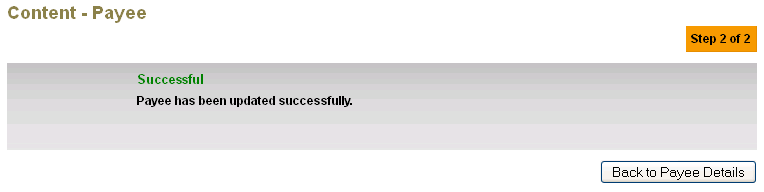 Content - Payee
Step 2 of 2
Successful
Payee has been updated successfully.
Back to Payee Details